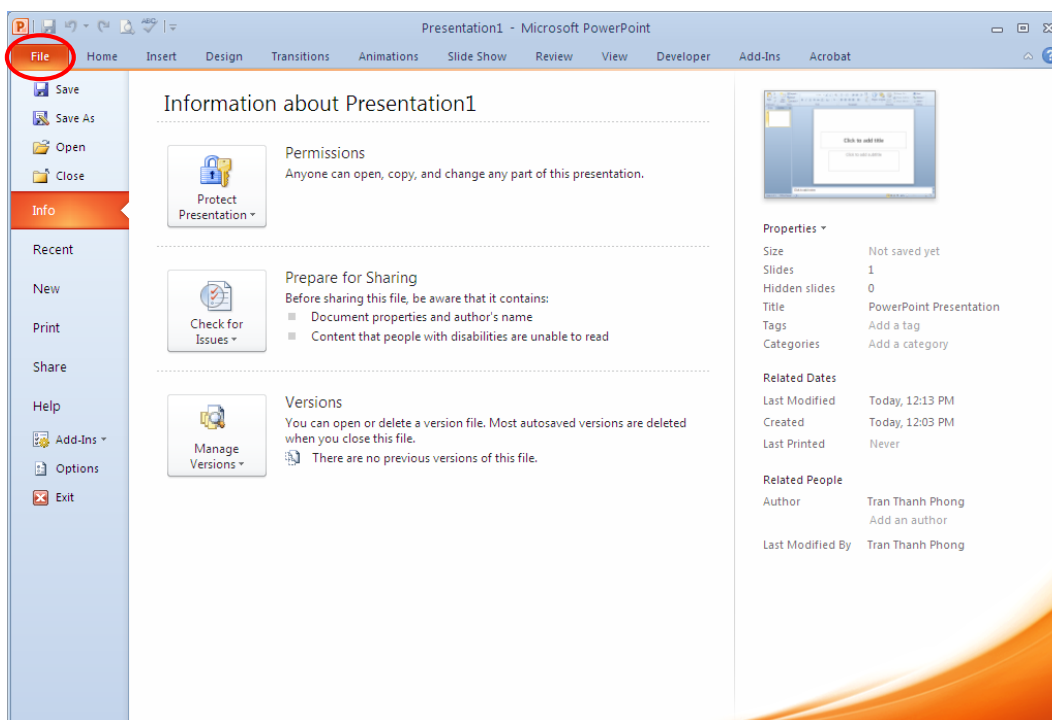 Presentation1 - Microsoft PowerPoint
File Home Insert Design Transitions Animations Slide Show Review View Developer Add-Ins Acrobat
Save
Save As
Open
Close
Info
Recent
New
Print
Share
Help
Add-Ins
Options
Exit
Information about Presentation1
Protect
Presentation
Permissions
Anyone can open, copy, and change any part of this presentation.
Check for
Issues
Prepare for Sharing
Before sharing this file, be aware that it contains:
Document properties and author's name
Content that people with disabilities are unable to read
Manage
Versions
Versions
You can open or delete a version file. Most autosaved versions are deleted
when you close this file.
There are no previous versions of this file.
Click to add title
Click to add subtitle
Properties
Size Not saved yet
Slides 1
Hidden slides 0
Title PowerPoint Presentation
Tags Add a tag
Categories Add a category
Related Dates
Last Modified Today, 12:13 PM
Created Today, 12:03 PM
Last Printed Never
Related People
Author Tran Thanh Phong
Add an author
Last Modified By Tran Thanh Phong